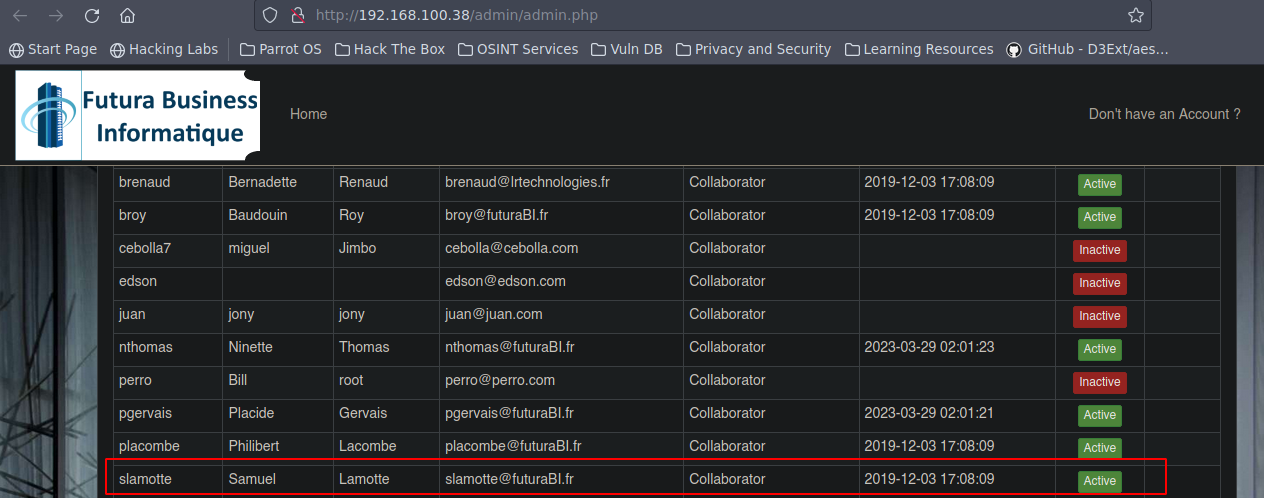 http://192.168.100.38/admin/admin.php
Start Page Hacking Labs Parrot OS Hack The Box OSINT Services Vuln DB Privacy and Security Learning Resources GitHub - D3Ext/aes...
Futura Business
Informatique
Home
Don't have an Account ?
brenaud Bernadette Renaud brenaud@lrtechnologies.fr Collaborator 2019-12-03 17:08:09 Active
broy Baudouin Roy broy@futuraBI.fr Collaborator 2019-12-03 17:08:09 Active
cebolla7 miguel Jimbo cebolla@cebolla.com Collaborator Inactive
edson edson@edson.com Collaborator Inactive
juan jony jony juan@juan.com Collaborator Inactive
nthomas Ninette Thomas nthomas@futuraBI.fr Collaborator 2023-03-29 02:01:23 Active
perro Bill root perro@perro.com Collaborator Inactive
pgervais Placide Gervais pgervais@futuraBI.fr Collaborator 2023-03-29 02:01:21 Active
placombe Philibert Lacombe placombe@futuraBI.fr Collaborator 2019-12-03 17:08:09 Active
slamotte Samuel Lamotte slamotte@futuraBI.fr Collaborator 2019-12-03 17:08:09 Active